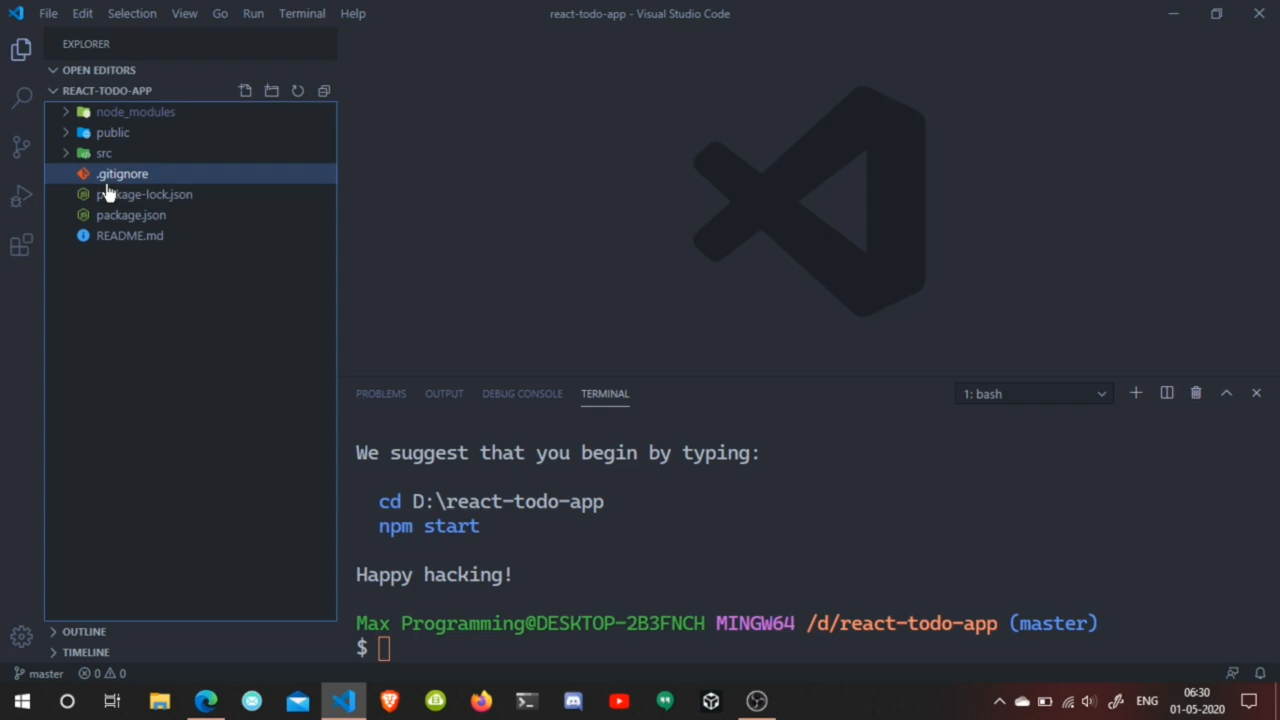 File Edit Selection View Go Run Terminal Help
react-todo-app - Visual Studio Code
EXPLORER
OPEN EDITORS
REACT-TODO-APP
node_modules
public
src
.gitignore
package-lock.json
package.json
README.md
OUTLINE
TIMELINE
PROBLEMS OUTPUT DEBUG CONSOLE TERMINAL
1: bash
We suggest that you begin by typing:
cd D:\react-todo-app
npm start
Happy hacking!
Max Programming@DESKTOP-2B3FNCH MINGW64 /d/react-todo-app (master)
$
master 0 0
ENG
06:30
01-05-2020